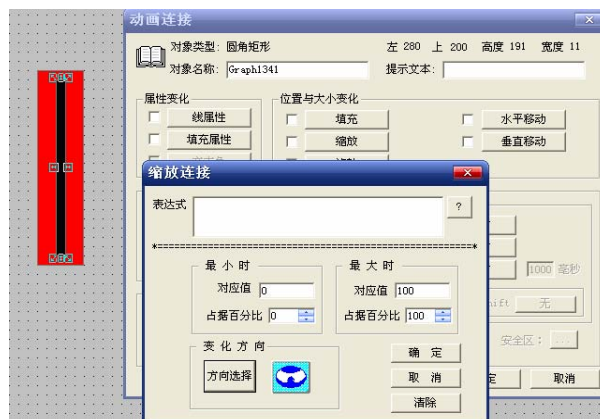 动画连接
对象类型: 圆角矩形
左 280 上 200 高度 191 宽度 11
对象名称: Graph1341
提示文本:
属性变化
位置与大小变化
线属性
填充
水平移动
填充属性
缩放
垂直移动
缩放连接
表达式
?
*==================================================*
最小时
最大时
对应值 0
对应值 100
占据百分比 0
占据百分比 100
1000 毫秒
无
变化方向
方向选择
确定
安全区: ...
取消
取消
清除